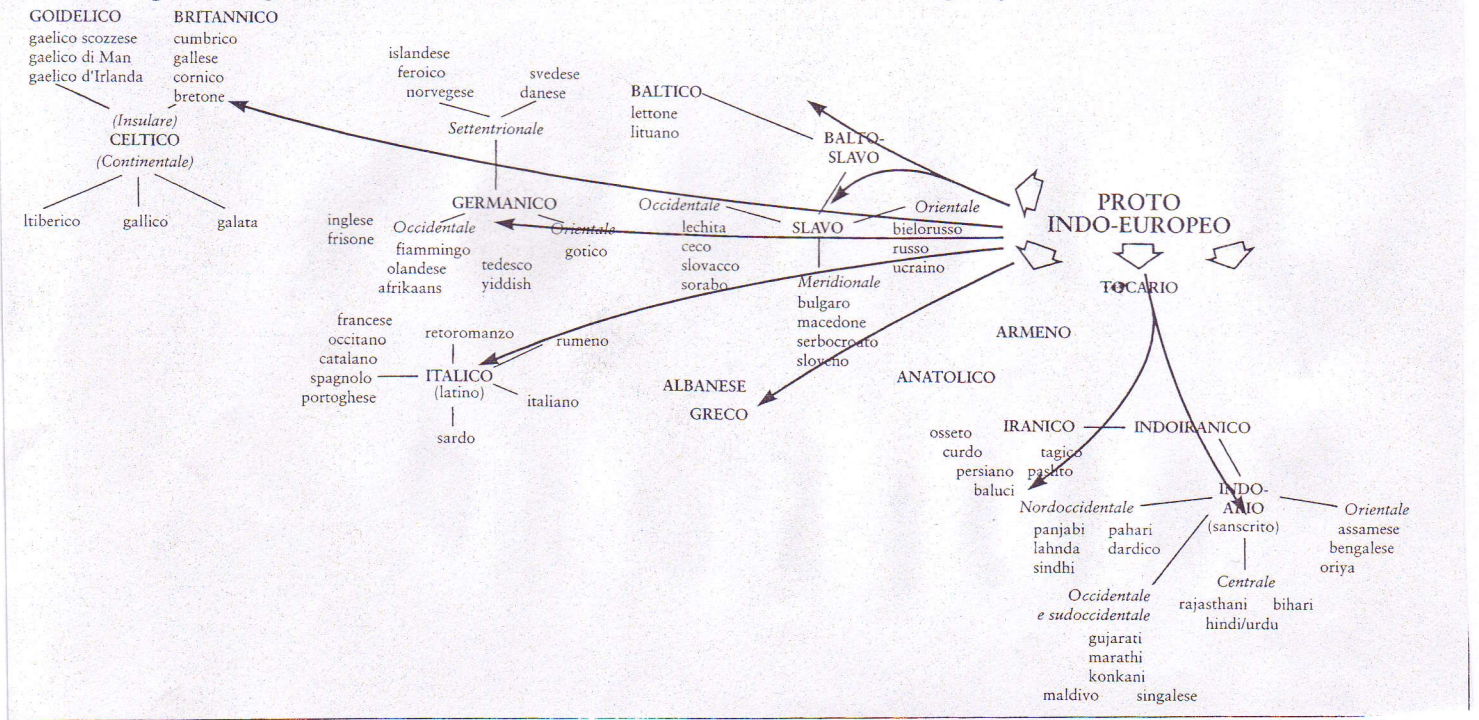 GOIDELICO
gaelico scozzese
gaelico di Man
gaelico d'Irlanda
BRITANNICO
cumbrico
gallese
cornico
bretone
(Insulare)
CELTICO
(Continentale)
ltiberico
gallico
galata
islandese
feroico
norvegese
svedese
danese
Settentrionale
GERMANICO
inglese
frisone
Occidentale
fiammingo
olandese
afrikaans
tedesco
yiddish
Orientale
gotico
BALTICO
lettone
lituano
BALTO-
SLAVO
Occidentale
lechita
ceco
slovacco
sorabo
SLAVO
Orientale
bielorusso
russo
ucraino
Meridionale
bulgaro
macedone
serbocroato
sloveno
PROTO
INDO-EUROPEO
TOCARIO
ARMENO
ANATOLICO
ALBANESE
GRECO
francese
occitano
catalano
spagnolo
portoghese
retoromanzo
rumeno
ITALICO
(latino)
italiano
sardo
IRANICO
INDOIRANICO
osseto
curdo
persiano
baluci
tagico
pashto
INDO-
ARIO
(sanscrito)
Nordoccidentale
panjabi
lahnda
sindhi
pahari
dardico
Orientale
assamese
bengalese
oriya
Centrale
rajasthani bihari
hindi/urdu
Occidentale
e sudoccidentale
gujarati
marathi
konkani
maldivo singalese